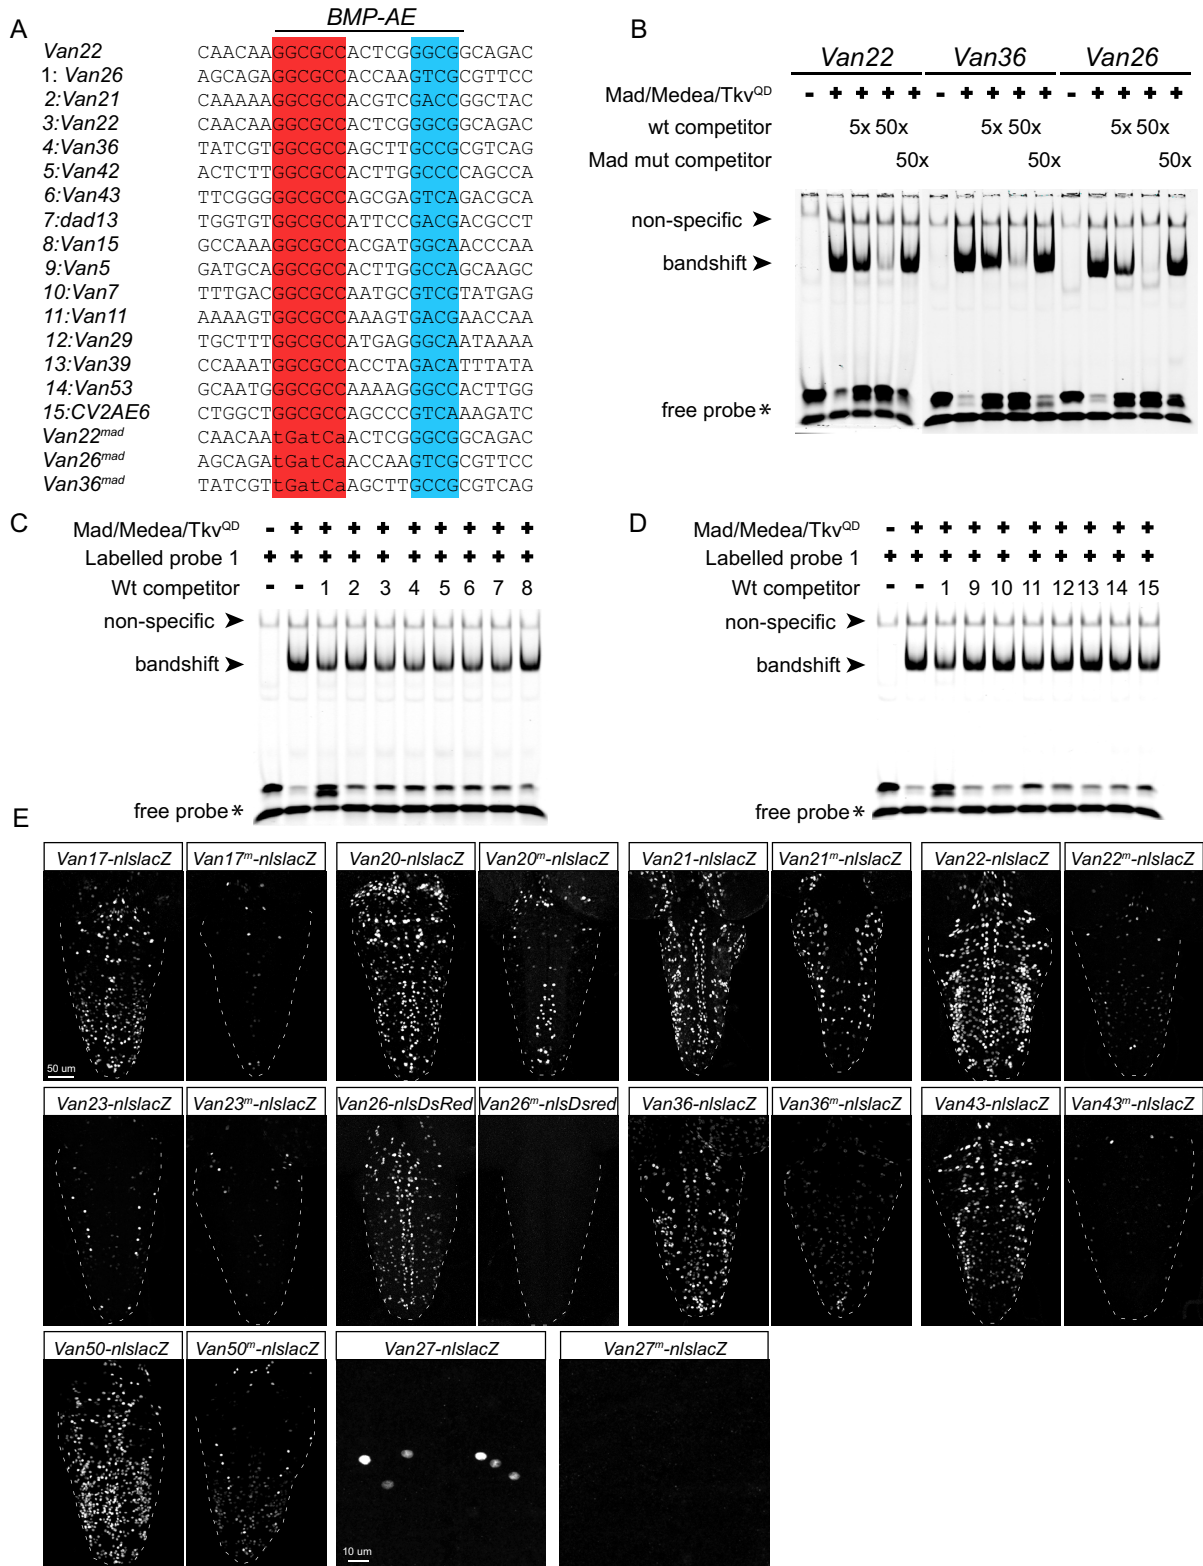 A
BMP-AE
Van22 CAACAAGGCGCCACTCGGGCGGCAGAC
1: Van26 AGCAGAGGCGCCACCAAGTCGCGTTCC
2:Van21 CAAAAAGGCGCCACGTCGACCGGCTAC
3:Van22 CAACAAGGCGCCACTCGGGCGGCAGAC
4:Van36 TATCGTGGCGCCAGCTTGCCGCGTCAG
5:Van42 ACTCTTGGCGCCACTTGGCCCCAGCCA
6:Van43 TTCGGGGGCGCCAGCGAGTCAGACGCA
7:dad13 TGGTGTGGCGCCATTCCGACGACGCCT
8:Van15 GCCAAAGGCGCCACGATGGCAACCCAA
9:Van5 GATGCAGGCGCCACTTGGCCAGCAAGC
10:Van7 TTTGACGGCGCCAATGCGTCGTATGAG
11:Van11 AAAAGTGGCGCCAAAGTGACGAACCAA
12:Van29 TGCTTTGGCGCCATGAGGGCAATAAAA
13:Van39 CCAAATGGCGCCACCTAGACATTTATA
14:Van53 GCAATGGGCGCCAAAAGGGCCACTTGG
15:CV2AE6 CTGGCTGGCGCCAGCCCGTCAAAGATC
Van22mad CAACAAtGatCaACTCGGGCGGCAGAC
Van26mad AGCAGAtGatCaACCAAGTCGCGTTCC
Van36mad TATCGTtGatCaAGCTTGCCGCGTCAG
B
Van22 Van36 Van26
Mad/Medea/TkvQD - + + + + - + + + + - + + + +
wt competitor 5x 50x 5x 50x 5x 50x
Mad mut competitor 50x 50x 50x
non-specific
bandshift
free probe*
C
Mad/Medea/TkvQD - + + + + + + + + +
Labelled probe 1 + + + + + + + + + +
Wt competitor - - 1 2 3 4 5 6 7 8
non-specific
bandshift
free probe*
D
Mad/Medea/TkvQD - + + + + + + + + +
Labelled probe 1 + + + + + + + + + +
Wt competitor - - 1 9 10 11 12 13 14 15
non-specific
bandshift
free probe*
E
Van17-nlslacZ Van17m-nlslacZ Van20-nlslacZ Van20m-nlslacZ Van21-nlslacZ Van21m-nlslacZ Van22-nlslacZ Van22m-nlslacZ
50 um
Van23-nlslacZ Van23m-nlslacZ Van26-nlsDsRed Van26m-nlsDsred Van36-nlslacZ Van36m-nlslacZ Van43-nlslacZ Van43m-nlslacZ
Van50-nlslacZ Van50m-nlslacZ Van27-nlslacZ Van27m-nlslacZ
10 um